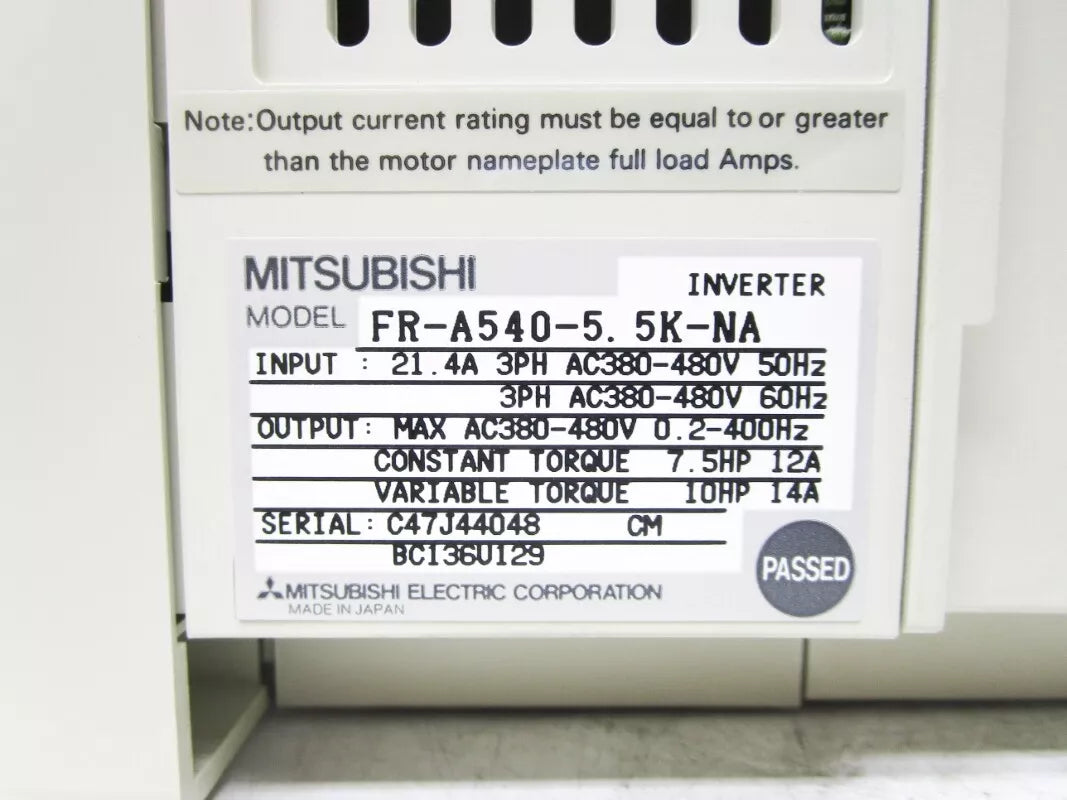 Note:Output current rating must be equal to or greater
than the motor nameplate full load Amps.
MITSUBISHI
INVERTER
MODEL FR-A540-5.5K-NA
INPUT : 21.4A 3PH AC380-480V 50Hz
3PH AC380-480V 60Hz
OUTPUT: MAX AC380-480V 0.2-400Hz
CONSTANT TORQUE 7.5HP 12A
VARIABLE TORQUE 10HP 14A
SERIAL: C47J44048 CM
BC136U129
PASSED
MITSUBISHI ELECTRIC CORPORATION
MADE IN JAPAN